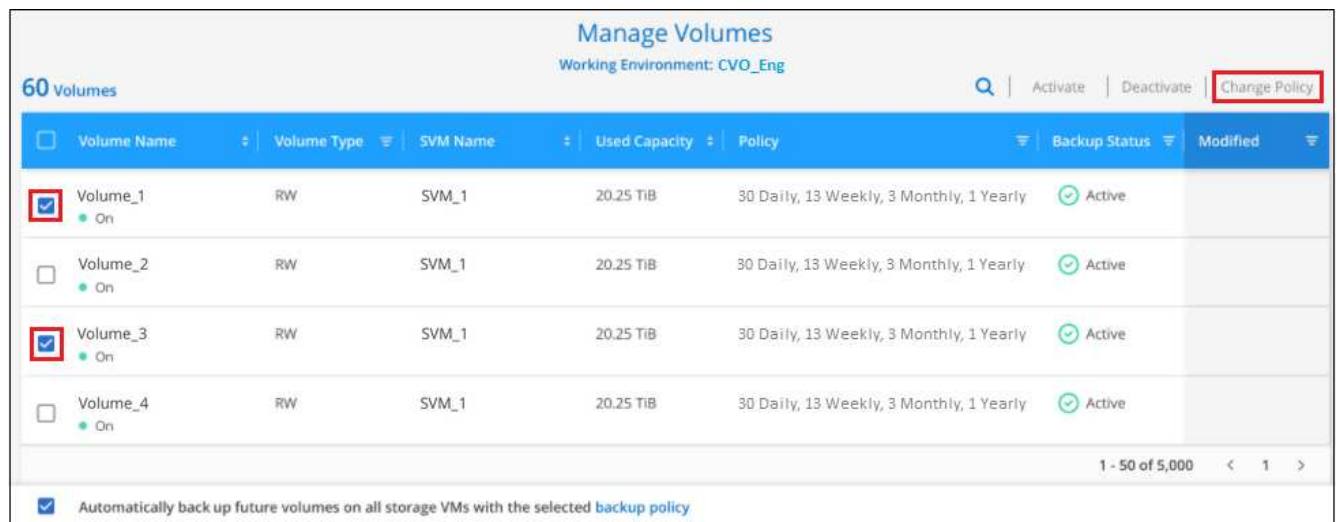 Manage Volumes
Working Environment: CVO_Eng
60 Volumes
Activate | Deactivate | Change Policy
Volume Name Volume Type SVM Name Used Capacity Policy Backup Status Modified
Volume_1 RW SVM_1 20.25 TiB 30 Daily, 13 Weekly, 3 Monthly, 1 Yearly Active
On
Volume_2 RW SVM_1 20.25 TiB 30 Daily, 13 Weekly, 3 Monthly, 1 Yearly Active
On
Volume_3 RW SVM_1 20.25 TiB 30 Daily, 13 Weekly, 3 Monthly, 1 Yearly Active
On
Volume_4 RW SVM_1 20.25 TiB 30 Daily, 13 Weekly, 3 Monthly, 1 Yearly Active
On
1 - 50 of 5,000 < 1 >
Automatically back up future volumes on all storage VMs with the selected backup policy